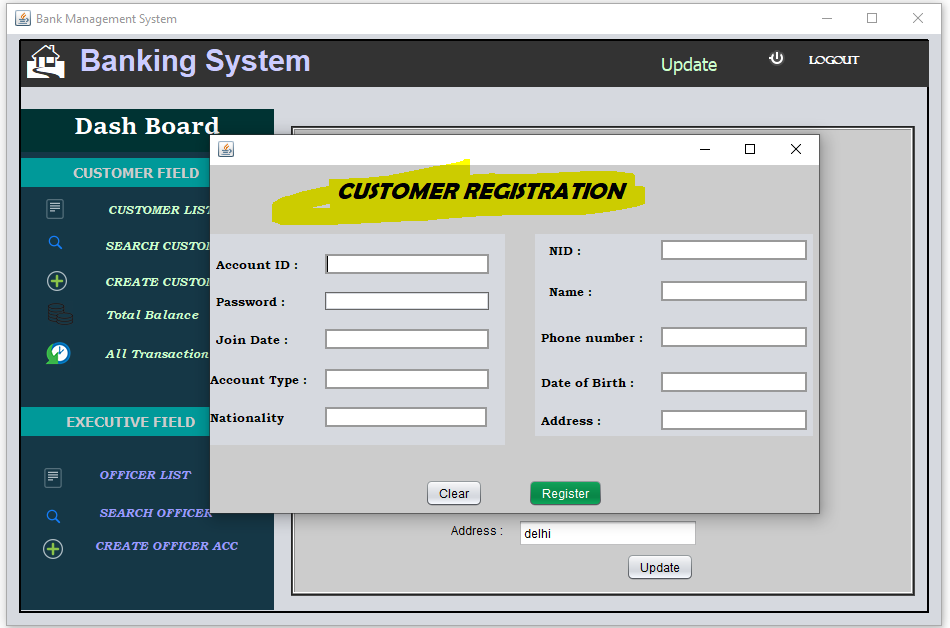 Bank Management System
Banking System
Update
LOGOUT
Dash Board
CUSTOMER FIELD
CUSTOMER LIST
SEARCH CUSTO
CREATE CUSTO
Total Balance
All Transaction
EXECUTIVE FIELD
OFFICER LIST
SEARCH OFFICER
CREATE OFFICER ACC
CUSTOMER REGISTRATION
Account ID :
Password :
Join Date :
Account Type :
Nationality
NID :
Name :
Phone number :
Date of Birth :
Address :
Clear
Register
Address : delhi
Update